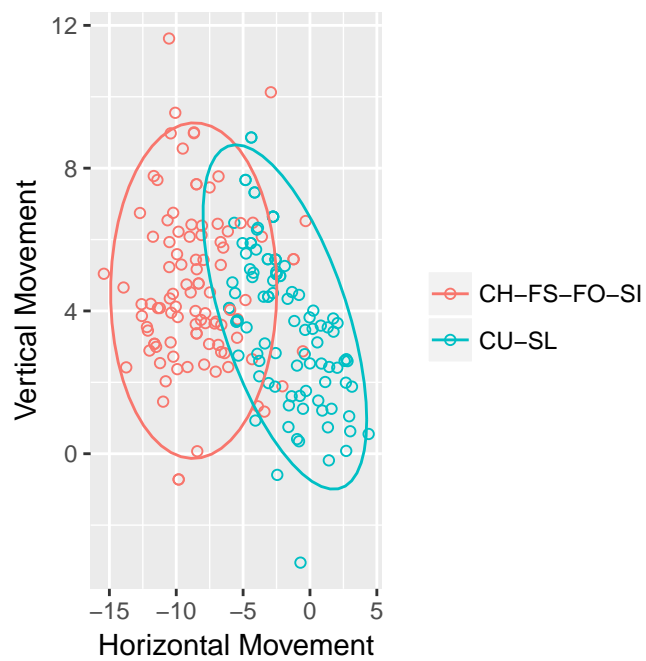 12
8
4
0
Vertical Movement
−15 −10 −5 0 5
Horizontal Movement
CH−FS−FO−SI
CU−SL